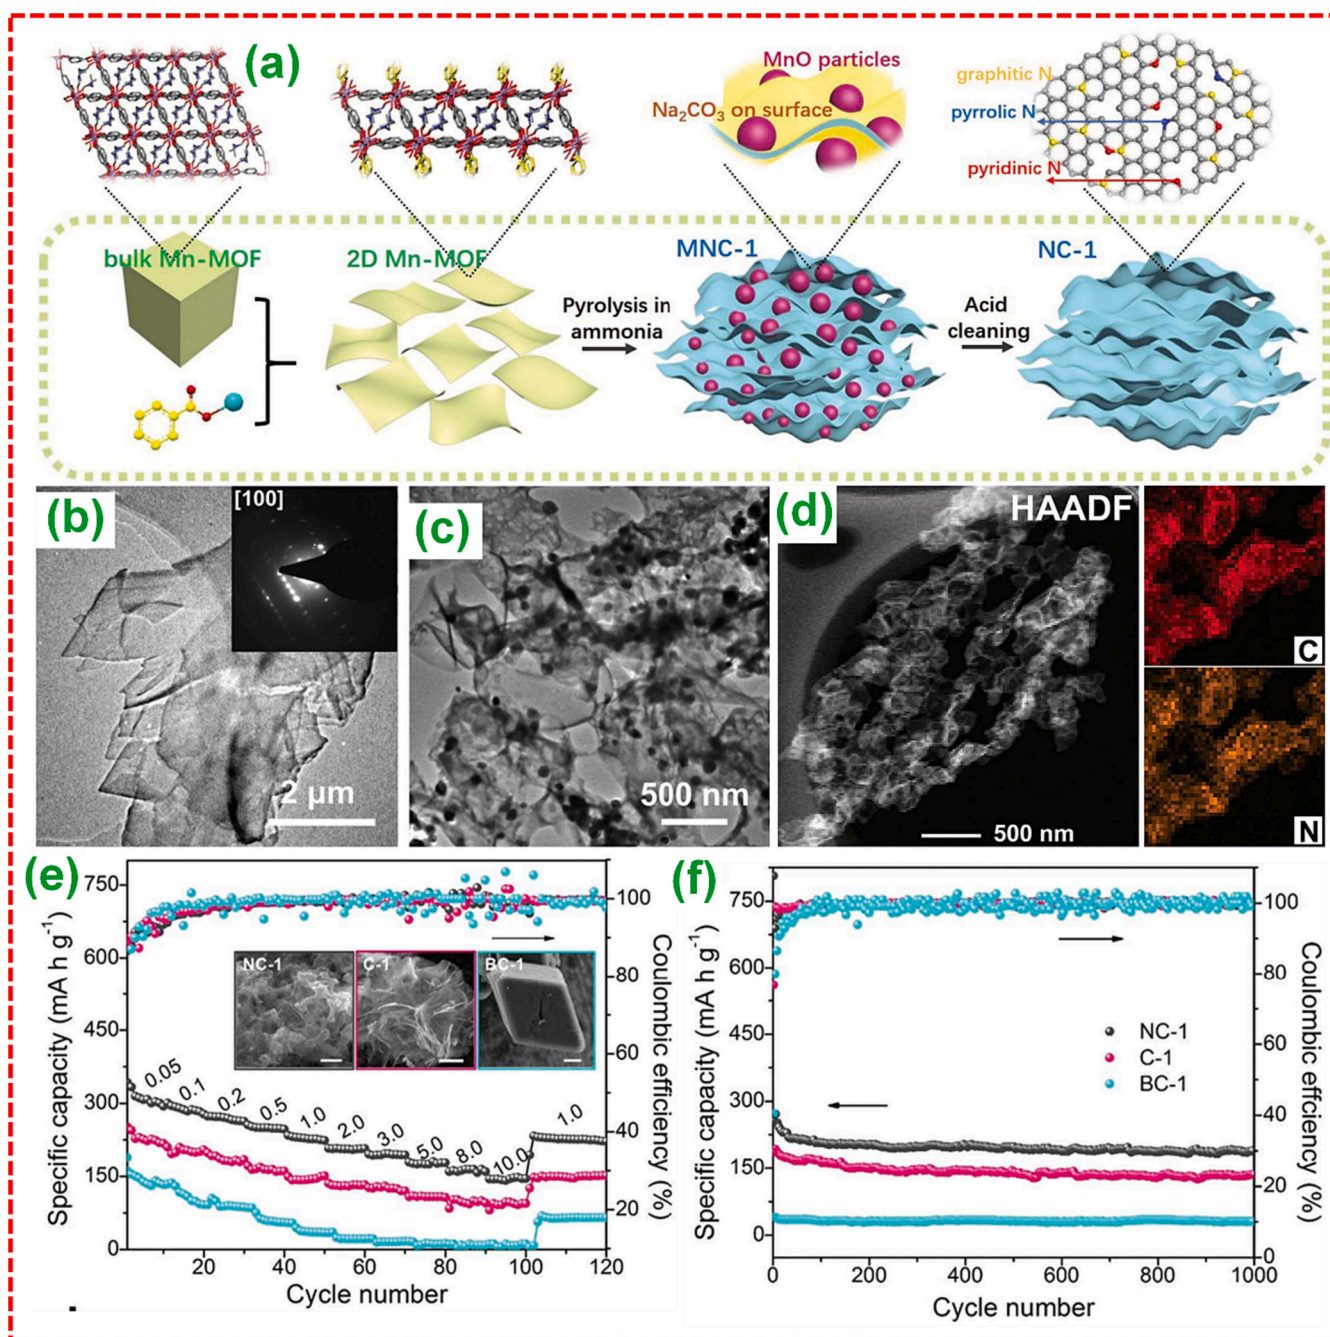 (a)
MnO particles
Na₂CO₃ on surface
graphitic N
pyrrolic N
pyridinic N
bulk Mn-MOF
2D Mn-MOF
Pyrolysis in
ammonia
MNC-1
Acid
cleaning
NC-1
(b)
[100]
2 μm
(c)
500 nm
(d)
HAADF
500 nm
C
N
(e)
Specific capacity (mA h g⁻¹)
750
600
450
300
150
0
NC-1
C-1
BC-1
0.05
0.1
0.2
0.5
1.0
2.0
3.0
5.0
8.0
10.0
1.0
100
80
60
40
20
Coulombic efficiency (%)
20
40
60
80
100
120
Cycle number
(f)
Specific capacity (mA h g⁻¹)
750
600
450
300
150
0
NC-1
C-1
BC-1
100
80
60
40
20
0
Coulombic efficiency (%)
0
200
400
600
800
1000
Cycle number